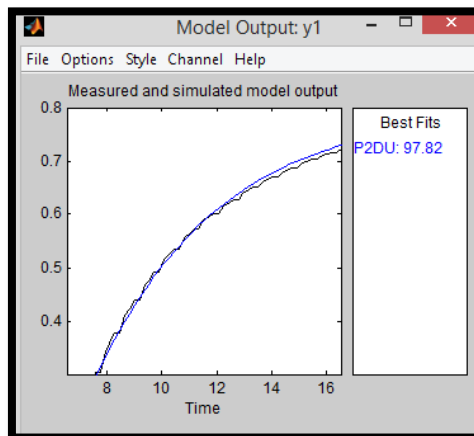 Model Output: y1
File Options Style Channel Help
Measured and simulated model output
0.8
0.7
0.6
0.5
0.4
8 10 12 14 16
Time
Best Fits
P2DU: 97.82